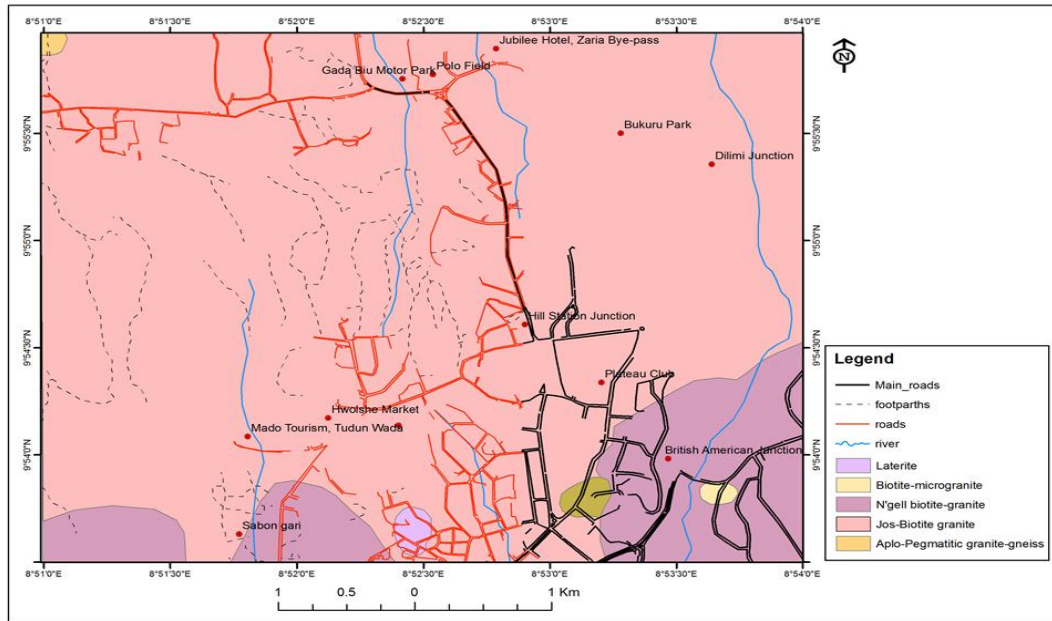 8°51'0"E 8°51'30"E 8°52'0"E 8°52'30"E 8°53'0"E 8°53'30"E 8°54'0"E
N
Jubilee Hotel, Zaria Bye-pass
Gada Biu Motor Park
Polo Field
Bukuru Park
Dilimi Junction
9°55'30"N
9°55'30"N
9°55'0"N
9°55'0"N
Hill Station Junction
9°54'30"N
9°54'30"N
Plateau Club
Hwolshe Market
Mado Tourism, Tudun Wada
British American Junction
9°54'0"N
9°54'0"N
Sabon gari
8°51'0"E 8°51'30"E 8°52'0"E 8°52'30"E 8°53'0"E 8°53'30"E 8°54'0"E
1 0.5 0 1 Km
Legend
Main_roads
footparths
roads
river
Laterite
Biotite-microgranite
N'gell biotite-granite
Jos-Biotite granite
Aplo-Pegmatitic granite-gneiss